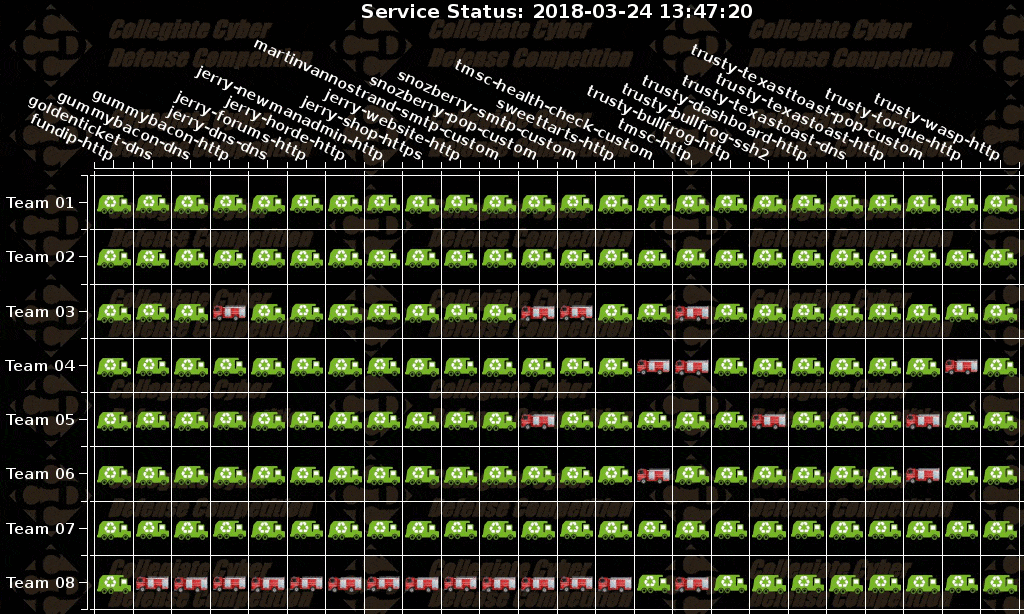 Service Status: 2018-03-24 13:47:20
fundip-http
goldenticket-dns
gummybacon-dns
gummybacon-http
jerry-dns-dns
jerry-forums-http
jerry-horde-http
jerry-newmanadmin-http
jerry-shop-https
jerry-website-http
martinvannostrand-smtp-custom
snozberry-pop-custom
snozberry-smtp-custom
sweettarts-http
tmsc-health-check-custom
tmsc-http
trusty-bullfrog-http
trusty-bullfrog-ssh2
trusty-dashboard-http
trusty-texastoast-dns
trusty-texastoast-http
trusty-texasttoast-pop-custom
trusty-torque-http
trusty-wasp-http
Team 01
Team 02
Team 03
Team 04
Team 05
Team 06
Team 07
Team 08
Collegiate Cyber
Defense Competition